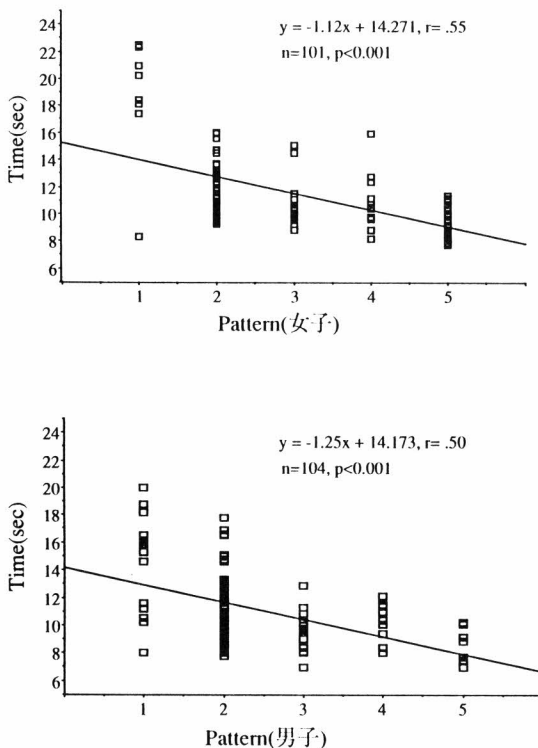 y = -1.12x + 14.271, r= .55
n=101, p<0.001
Time(sec)
24
22
20
18
16
14
12
10
8
6
1 2 3 4 5
Pattern(女子)
y = -1.25x + 14.173, r= .50
n=104, p<0.001
Time(sec)
24
22
20
18
16
14
12
10
8
6
1 2 3 4 5
Pattern(男子)